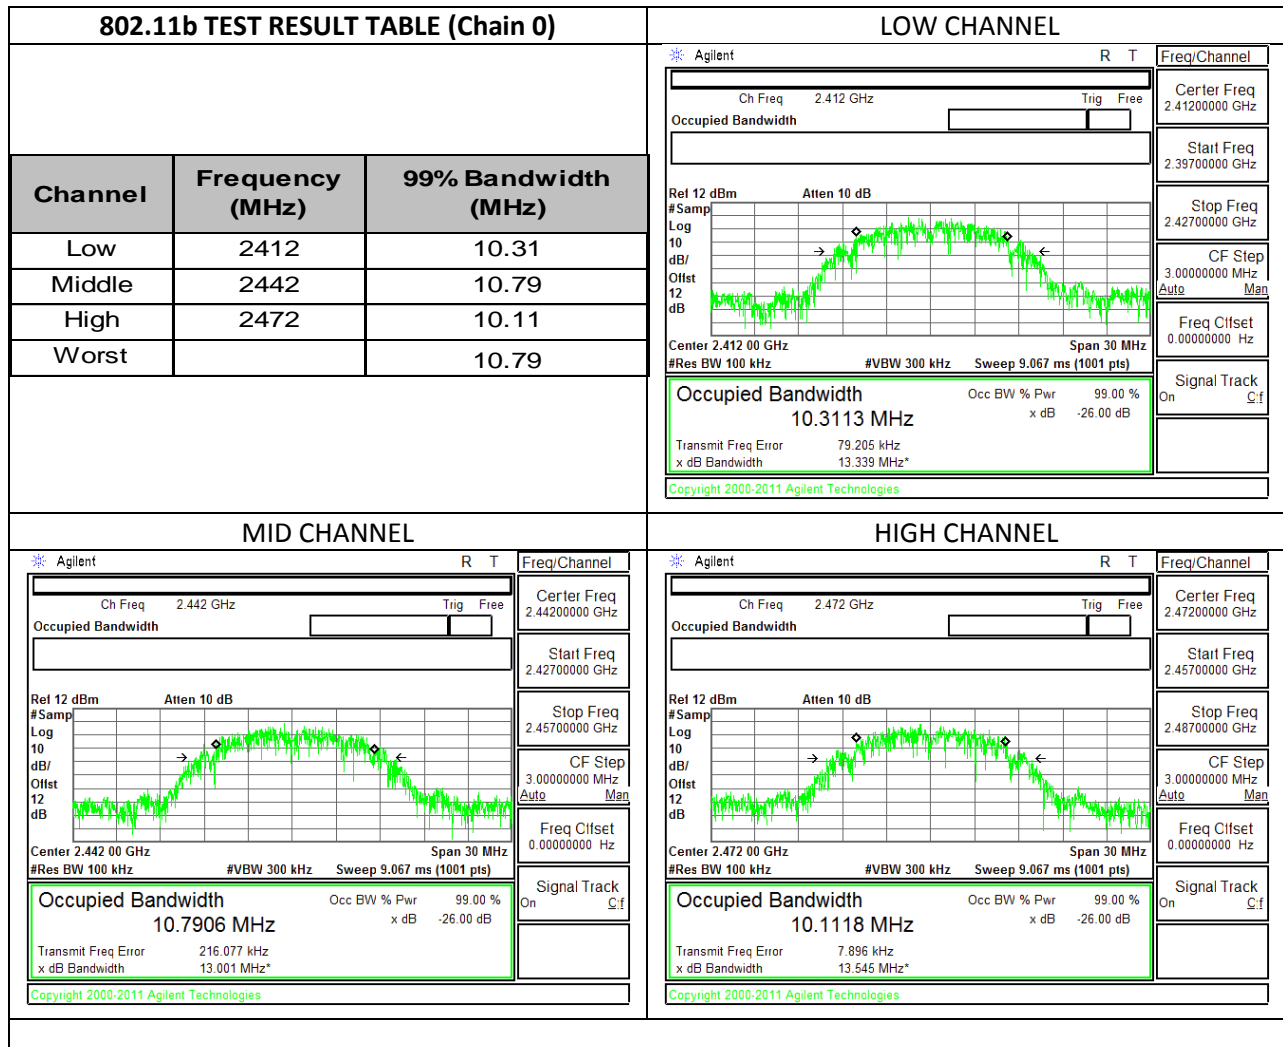 802.11b TEST RESULT TABLE (Chain 0)
Channel Frequency (MHz) 99% Bandwidth (MHz)
Low 2412 10.31
Middle 2442 10.79
High 2472 10.11
Worst 10.79
LOW CHANNEL
Agilent R T
Ch Freq 2.412 GHz Trig Free
Occupied Bandwidth
Ref 12 dBm Atten 10 dB
#Samp
Log
10
dB/
Offst
12
dB
Center 2.412 00 GHz Span 30 MHz
#Res BW 100 kHz #VBW 300 kHz Sweep 9.067 ms (1001 pts)
Occupied Bandwidth Occ BW % Pwr 99.00 %
10.3113 MHz x dB -26.00 dB
Transmit Freq Error 79.205 kHz
x dB Bandwidth 13.339 MHz*
Copyright 2000-2011 Agilent Technologies
Freq/Channel
Center Freq
2.41200000 GHz
Start Freq
2.39700000 GHz
Stop Freq
2.42700000 GHz
CF Step
3.00000000 MHz
Auto Man
Freq Offset
0.00000000 Hz
Signal Track
On Off
MID CHANNEL
Agilent R T
Ch Freq 2.442 GHz Trig Free
Occupied Bandwidth
Ref 12 dBm Atten 10 dB
#Samp
Log
10
dB/
Offst
12
dB
Center 2.442 00 GHz Span 30 MHz
#Res BW 100 kHz #VBW 300 kHz Sweep 9.067 ms (1001 pts)
Occupied Bandwidth Occ BW % Pwr 99.00 %
10.7906 MHz x dB -26.00 dB
Transmit Freq Error 216.077 kHz
x dB Bandwidth 13.001 MHz*
Copyright 2000-2011 Agilent Technologies
Freq/Channel
Center Freq
2.44200000 GHz
Start Freq
2.42700000 GHz
Stop Freq
2.45700000 GHz
CF Step
3.00000000 MHz
Auto Man
Freq Offset
0.00000000 Hz
Signal Track
On Off
HIGH CHANNEL
Agilent R T
Ch Freq 2.472 GHz Trig Free
Occupied Bandwidth
Ref 12 dBm Atten 10 dB
#Samp
Log
10
dB/
Offst
12
dB
Center 2.472 00 GHz Span 30 MHz
#Res BW 100 kHz #VBW 300 kHz Sweep 9.067 ms (1001 pts)
Occupied Bandwidth Occ BW % Pwr 99.00 %
10.1118 MHz x dB -26.00 dB
Transmit Freq Error 7.896 kHz
x dB Bandwidth 13.545 MHz*
Copyright 2000-2011 Agilent Technologies
Freq/Channel
Center Freq
2.47200000 GHz
Start Freq
2.45700000 GHz
Stop Freq
2.48700000 GHz
CF Step
3.00000000 MHz
Auto Man
Freq Offset
0.00000000 Hz
Signal Track
On Off